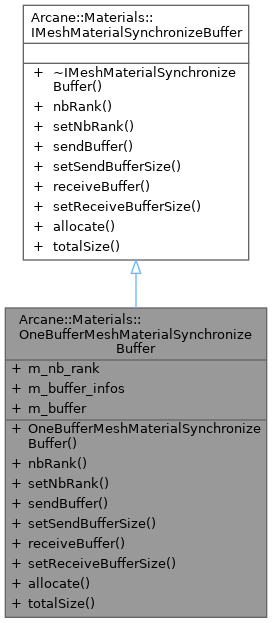 Arcane::Materials::
IMeshMaterialSynchronizeBuffer
+ ~IMeshMaterialSynchronize
Buffer()
+ nbRank()
+ setNbRank()
+ sendBuffer()
+ setSendBufferSize()
+ receiveBuffer()
+ setReceiveBufferSize()
+ allocate()
+ totalSize()
Arcane::Materials::
OneBufferMeshMaterialSynchronize
Buffer
+ m_nb_rank
+ m_buffer_infos
+ m_buffer
+ OneBufferMeshMaterialSynchronize
Buffer()
+ nbRank()
+ setNbRank()
+ sendBuffer()
+ setSendBufferSize()
+ receiveBuffer()
+ setReceiveBufferSize()
+ allocate()
+ totalSize()